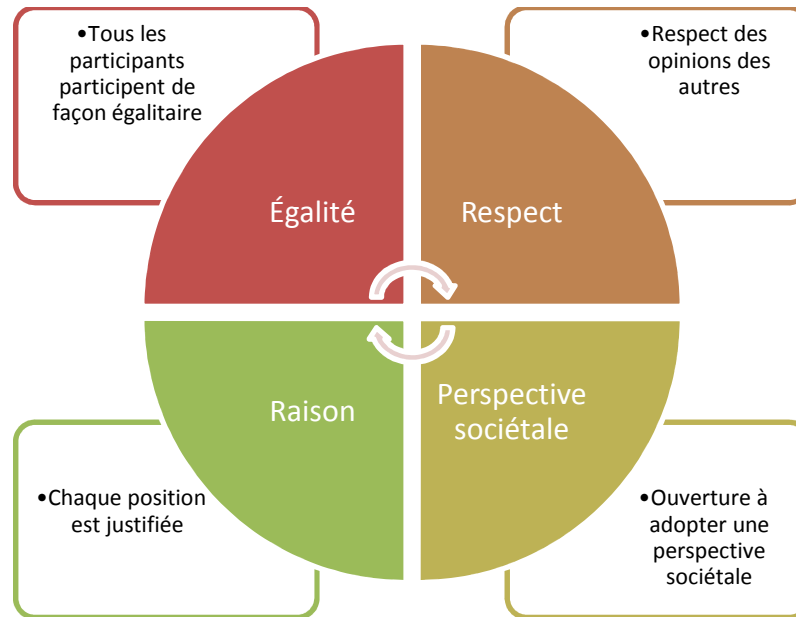 •Tous les
participants
participent de
façon égalitaire
•Respect des
opinions des
autres
Égalité
Respect
Raison
Perspective
sociétale
•Chaque position
est justifiée
•Ouverture à
adopter une
perspective
sociétale